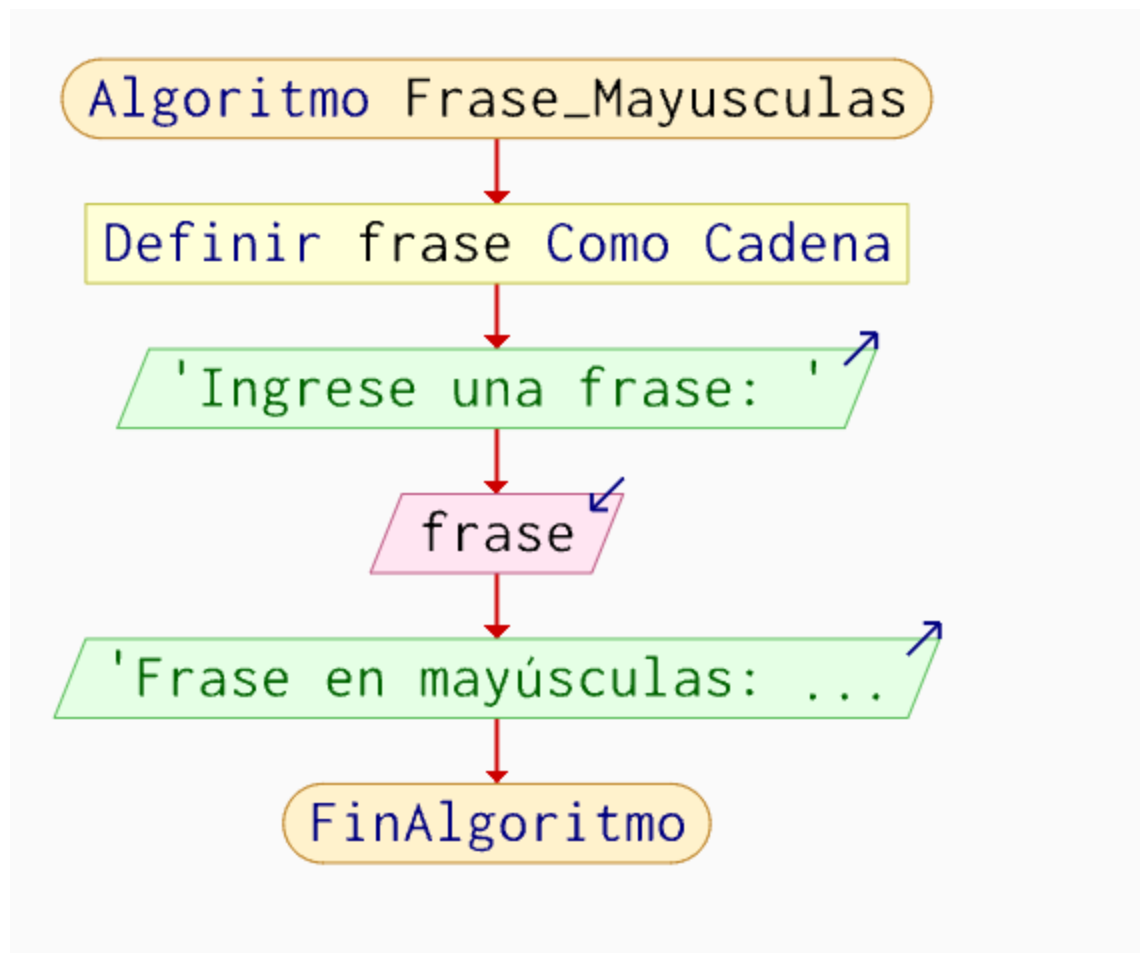 Algoritmo Frase_Mayusculas
Definir frase Como Cadena
'Ingrese una frase: '
frase
'Frase en mayúsculas: ...
FinAlgoritmo